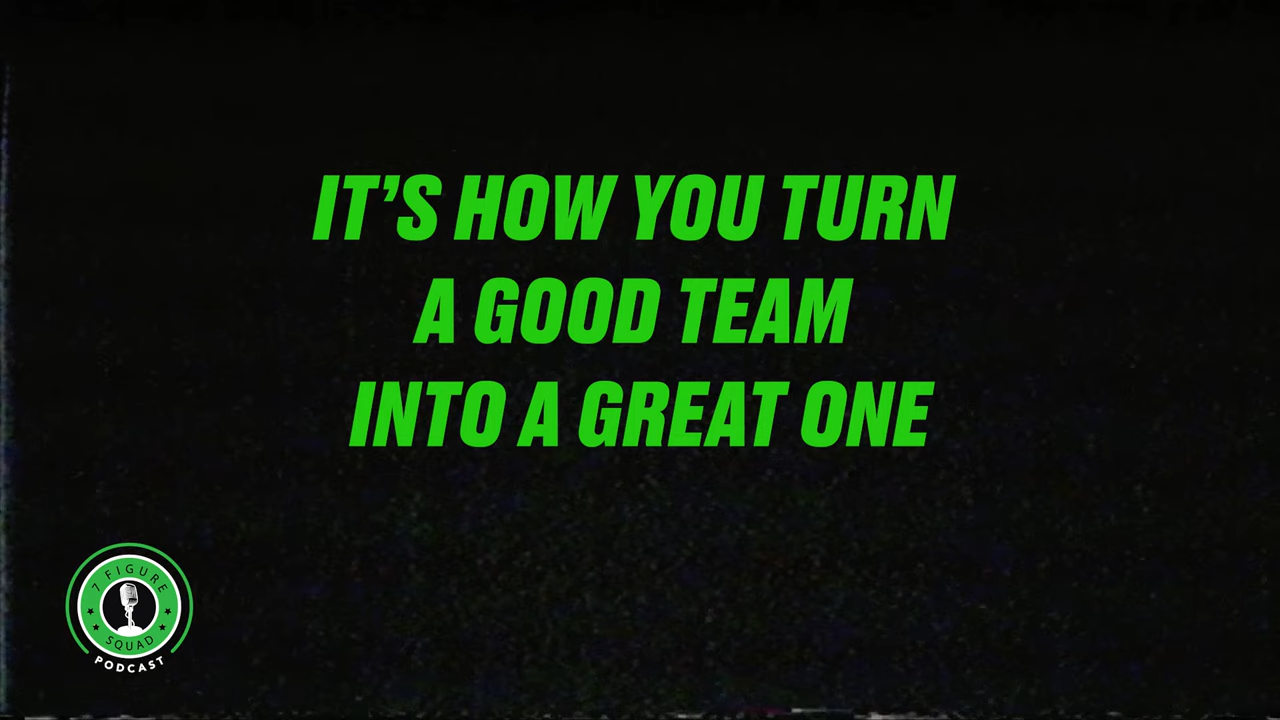 IT’S HOW YOU TURN
A GOOD TEAM
INTO A GREAT ONE
7 FIGURE
SQUAD
PODCAST